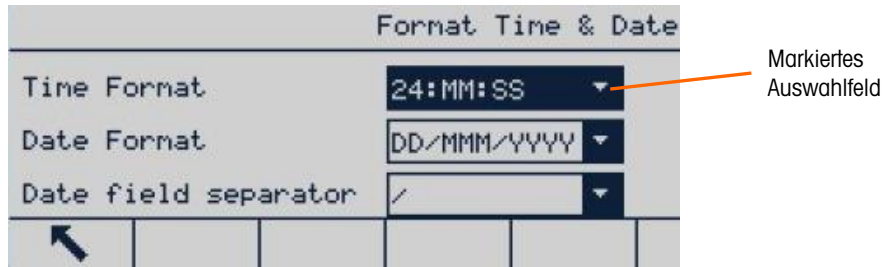 Format Time & Date
Time Format 24:MM:SS
Date Format DD/MMM/YYYY
Date field separator /
Markiertes
Auswahlfeld